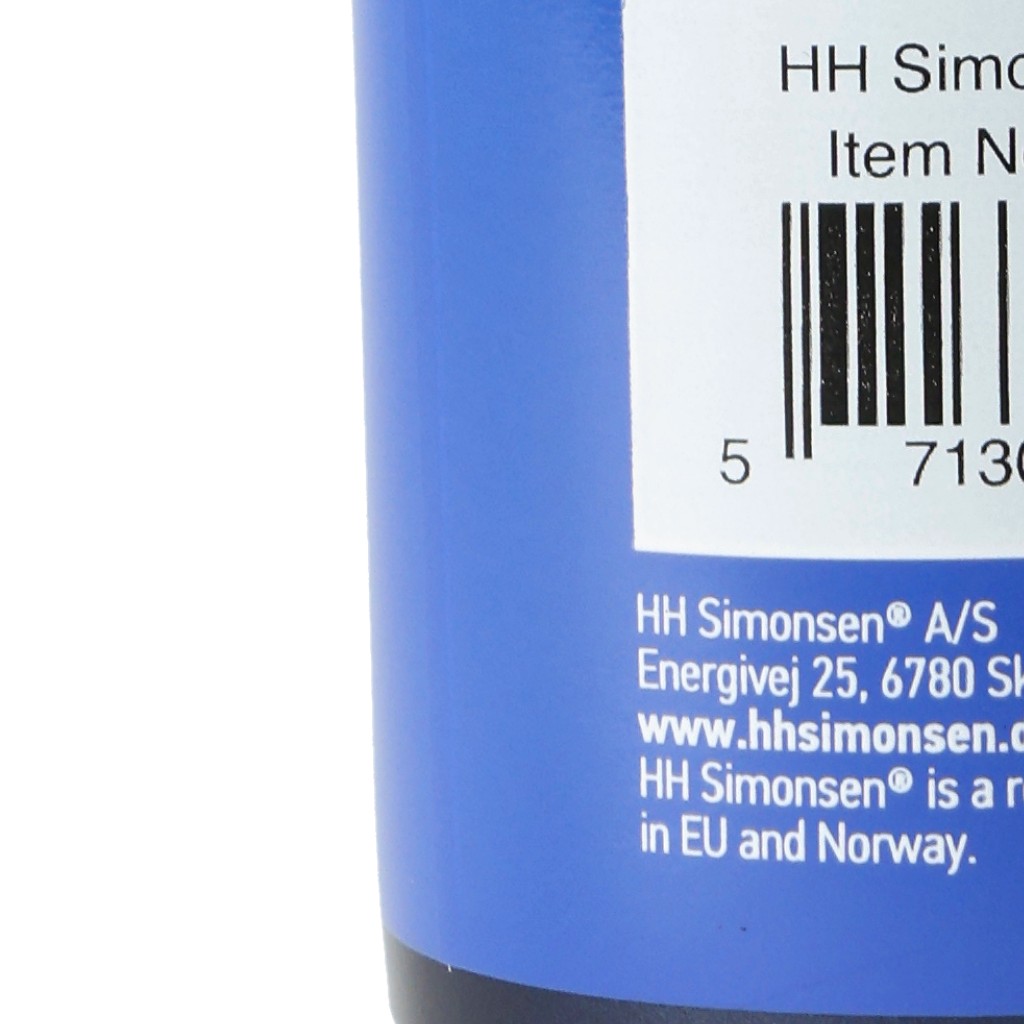 HH Simo
Item N
5 713
HH Simonsen® A/S
Energivej 25, 6780 Sk
www.hhsimonsen.
HH Simonsen® is a r
in EU and Norway.